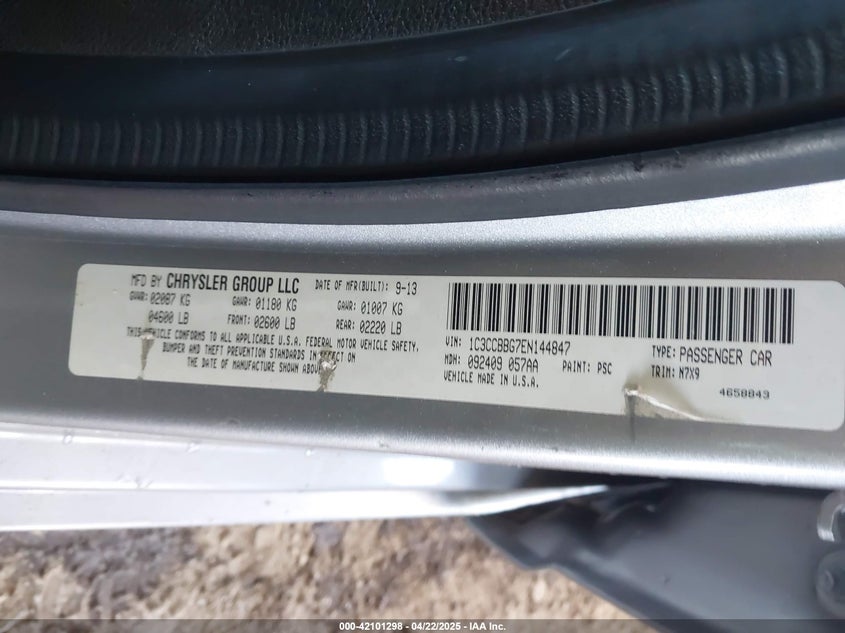 MFD BY CHRYSLER GROUP LLC DATE OF MFR(BUILT): 9-13
GVWR: 02087 KG GAWR: 01180 KG GAWR: 01007 KG
04600 LB FRONT: 02600 LB REAR: 02220 LB
THIS VEHICLE CONFORMS TO ALL APPLICABLE U.S.A. FEDERAL MOTOR VEHICLE SAFETY,
BUMPER AND THEFT PREVENTION STANDARDS IN EFFECT ON
THE DATE OF MANUFACTURE SHOWN ABOVE
VIN: 1C3CCBBG7EN144847 TYPE: PASSENGER CAR
MDH: 092409 057AA PAINT: PSC TRIM: N7X9
VEHICLE MADE IN U.S.A.
4658843
000-42101298 - 04/22/2025 - IAA Inc.